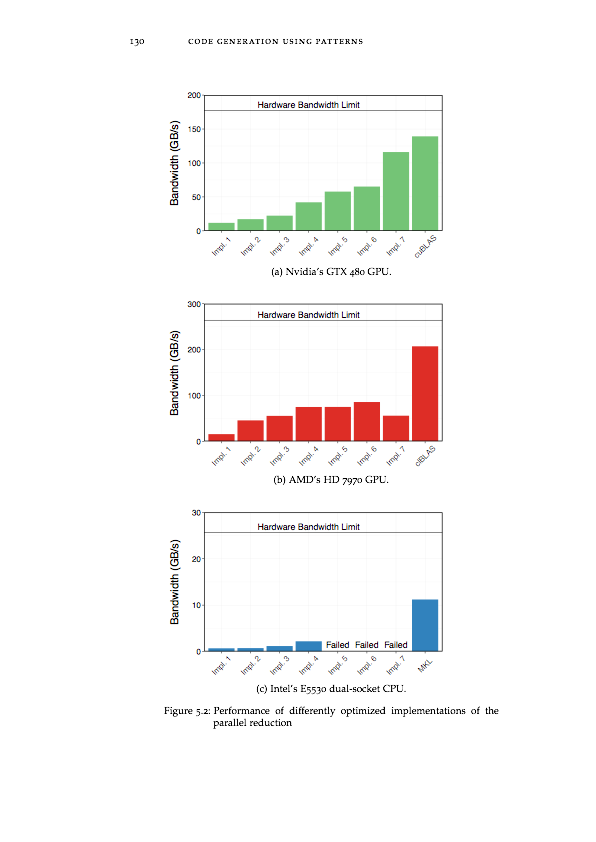 130 CODE GENERATION USING PATTERNS
200
150
100
50
0
Bandwidth (GB/s)
Hardware Bandwidth Limit
Impl. 1 Impl. 2 Impl. 3 Impl. 4 Impl. 5 Impl. 6 Impl. 7 cuBLAS
(a) Nvidia's GTX 480 GPU.
300
200
100
0
Bandwidth (GB/s)
Hardware Bandwidth Limit
Impl. 1 Impl. 2 Impl. 3 Impl. 4 Impl. 5 Impl. 6 Impl. 7 clBLAS
(b) AMD's HD 7970 GPU.
30
20
10
0
Bandwidth (GB/s)
Hardware Bandwidth Limit
Failed Failed Failed
Impl. 1 Impl. 2 Impl. 3 Impl. 4 Impl. 5 Impl. 6 Impl. 7 MKL
(c) Intel's E5530 dual-socket CPU.
Figure 5.2: Performance of differently optimized implementations of the
parallel reduction